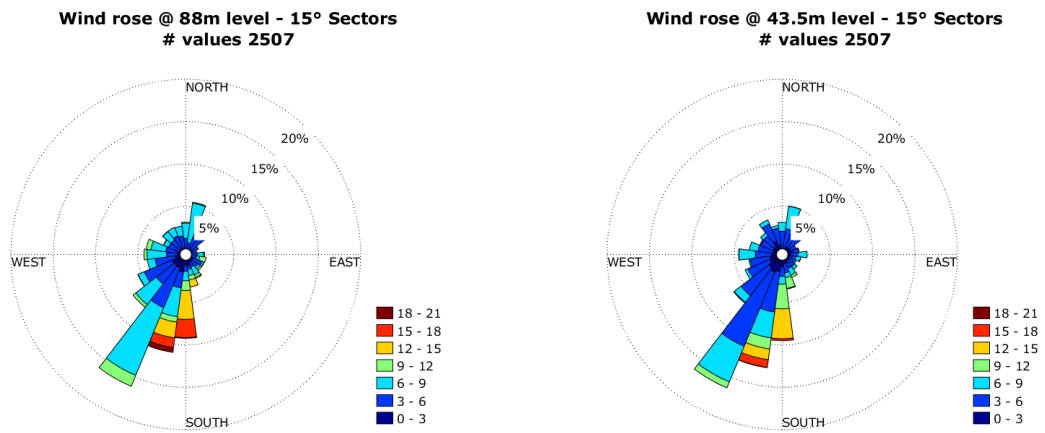 Wind rose @ 88m level - 15° Sectors
# values 2507
NORTH
20%
15%
10%
5%
WEST
EAST
SOUTH
18 - 21
15 - 18
12 - 15
9 - 12
6 - 9
3 - 6
0 - 3
Wind rose @ 43.5m level - 15° Sectors
# values 2507
NORTH
20%
15%
10%
5%
WEST
EAST
SOUTH
18 - 21
15 - 18
12 - 15
9 - 12
6 - 9
3 - 6
0 - 3